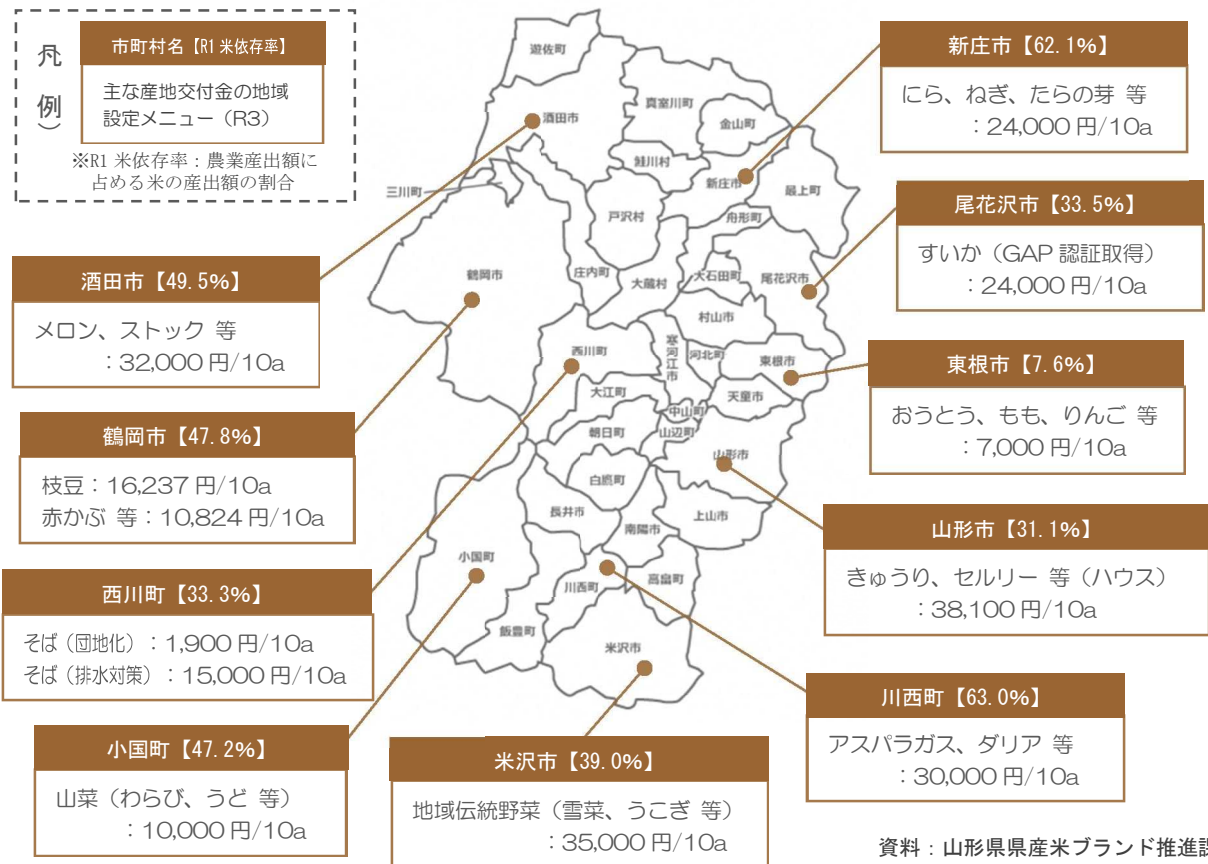 凡例)
市町村名【R1 米依存率】
主な産地交付金の地域
設定メニュー（R3）
※R1 米依存率：農業産出額に
占める米の産出額の割合
新庄市【62.1%】
にら、ねぎ、たらの芽 等
：24,000 円/10a
尾花沢市【33.5%】
すいか（GAP 認証取得）
：24,000 円/10a
酒田市【49.5%】
メロン、ストック 等
：32,000 円/10a
東根市【7.6%】
おうとう、もも、りんご 等
：7,000 円/10a
鶴岡市【47.8%】
枝豆：16,237 円/10a
赤かぶ 等：10,824 円/10a
山形市【31.1%】
きゅうり、セルリー 等（ハウス）
：38,100 円/10a
西川町【33.3%】
そば（団地化）：1,900 円/10a
そば（排水対策）：15,000 円/10a
川西町【63.0%】
アスパラガス、ダリア 等
：30,000 円/10a
小国町【47.2%】
山菜（わらび、うど 等）
：10,000 円/10a
米沢市【39.0%】
地域伝統野菜（雪菜、うこぎ 等）
：35,000 円/10a
遊佐町
真室川町
酒田市
金山町
鮭川村
新庄市
最上町
三川町
戸沢村
舟形町
鶴岡市
庄内町
大蔵村
大石田町
尾花沢市
村山市
西川町
寒河江市
河北町
東根市
大江町
天童市
中山町
朝日町
山辺町
山形市
白鷹町
長井市
南陽市
上山市
小国町
川西町
高畠町
飯豊町
米沢市
資料：山形県県産米ブランド推進課